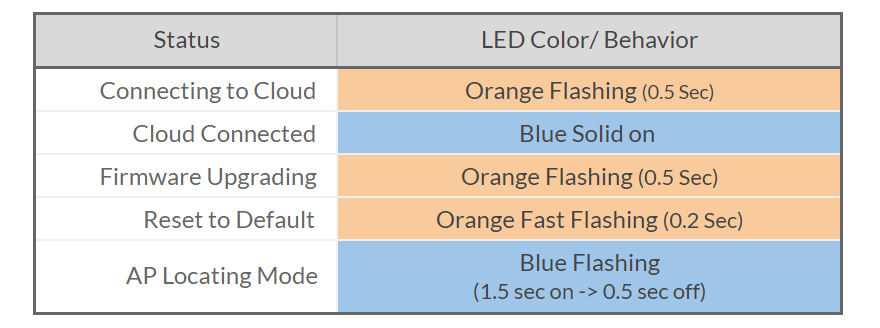 Status LED Color/ Behavior
Connecting to Cloud Orange Flashing (0.5 Sec)
Cloud Connected Blue Solid on
Firmware Upgrading Orange Flashing (0.5 Sec)
Reset to Default Orange Fast Flashing (0.2 Sec)
AP Locating Mode Blue Flashing
(1.5 sec on -> 0.5 sec off)